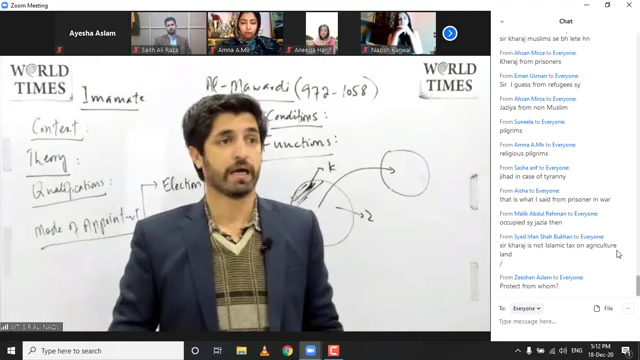 Zoom Meeting
Ayesha Aslam
Saith Ali Raza
Amna A.Mir
Aneeqa Hanif
Nazish Kanwal
W@RLD
TIMES
W@RLD
TIMES
Al-Mawardi (972-1058)
Imamate
Context :
Theory :
Qualifications :
Mode of Appoint-
Election
Conditions :
Functions :
K
Z
Chat
sir kharaj muslims se bh lete hn
From Ahsan Mirza to Everyone:
Kheraj from prisoners
From Eman Usman to Everyone:
Sir I guess from refugees sy
From Ahsan Mirza to Everyone:
Jaziya from non Muslim
From Suneela to Everyone:
pilgrims
From Amna A.Mir to Everyone:
religious pilgrims
From Sasha arif to Everyone:
jihad in case of tyranny
From Aisha to Everyone:
that is what I said from prisoner in war
From Malik Abdul Rehman to Everyone:
occupied sy jazia then
From Syed Irfan Shah Bukhari to Everyone:
sir kharaj is not Islamic tax on agriculture
land
/
From Zeeshan Aslam to Everyone:
Protect from whom?
To: Everyone
File
Type message here...
Type here to search
5:12 PM
18-Dec-20